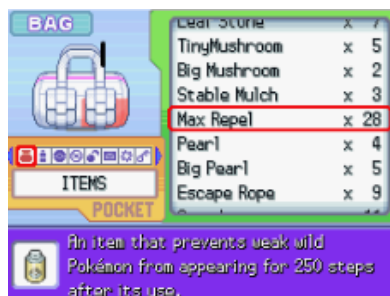 BAG
Leaf Stone x 7
TinyMushroom x 5
Big Mushroom x 2
Stable Mulch x 3
Max Repel x 28
Pearl x 4
Big Pearl x 5
Escape Rope x 9
ITEMS
POCKET
An item that prevents weak wild
Pokémon from appearing for 250 steps
after its use.